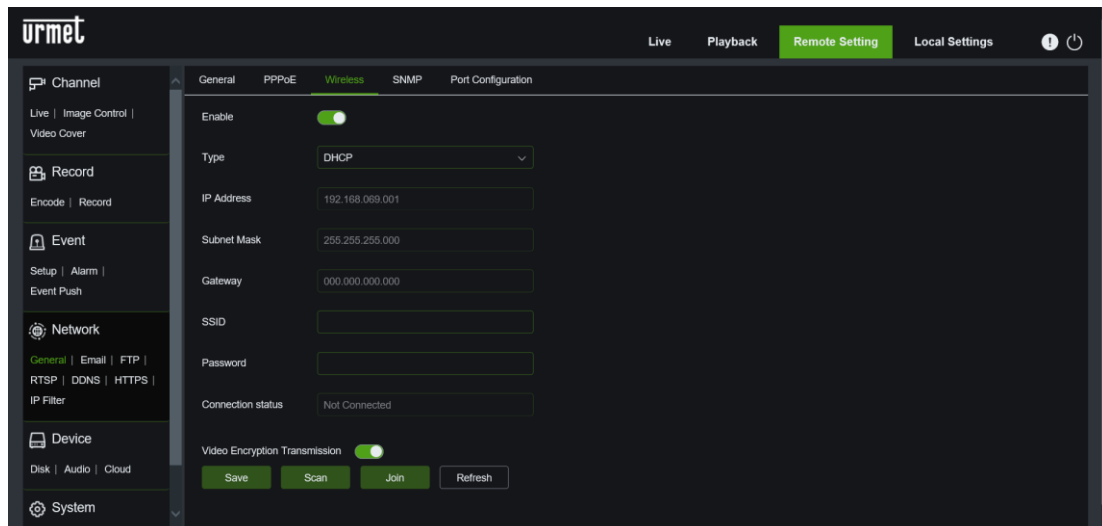 urmet
Live Playback Remote Setting Local Settings
Channel
Live | Image Control |
Video Cover
Record
Encode | Record
Event
Setup | Alarm |
Event Push
Network
General | Email | FTP |
RTSP | DDNS | HTTPS |
IP Filter
Device
Disk | Audio | Cloud
System
General PPPoE Wireless SNMP Port Configuration
Enable
Type DHCP
IP Address 192.168.069.001
Subnet Mask 255.255.255.000
Gateway 000.000.000.000
SSID
Password
Connection status Not Connected
Video Encryption Transmission
Save Scan Join Refresh